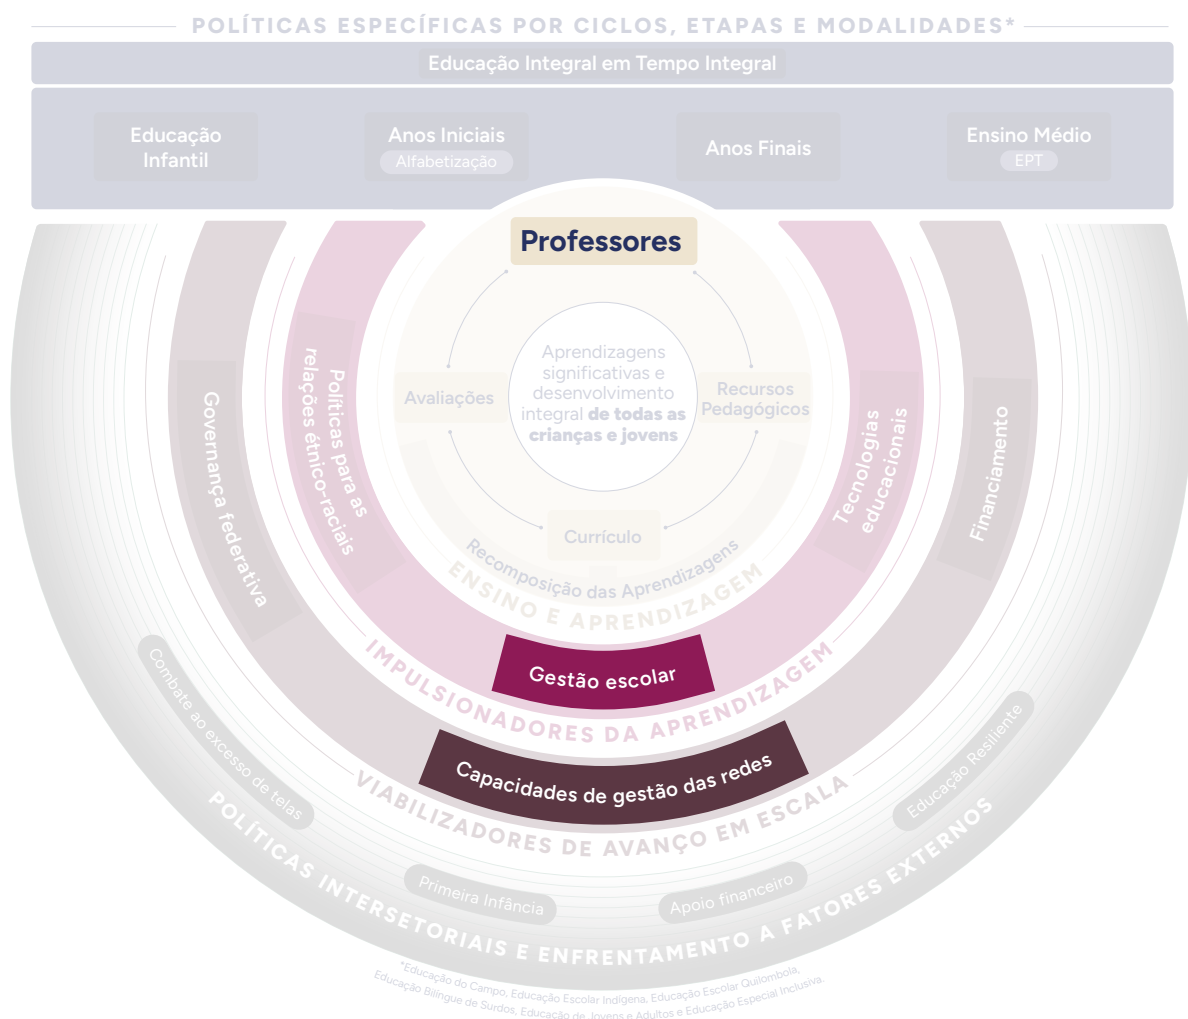 POLÍTICAS ESPECÍFICAS POR CICLOS, ETAPAS E MODALIDADES*
Educação Integral em Tempo Integral
Educação
Infantil
Anos Iniciais
Alfabetização
Anos Finais
Ensino Médio
EPT
Professores
Avaliações
Aprendizagens
significativas e
desenvolvimento
integral de todas as
crianças e jovens
Recursos
Pedagógicos
Currículo
Recomposição das Aprendizagens
ENSINO E APRENDIZAGEM
Políticas para as
relações étnico-raciais
Tecnologias
educacionais
Gestão escolar
IMPULSIONADORES DA APRENDIZAGEM
Governança federativa
Financiamento
Capacidades de gestão das redes
VIABILIZADORES DE AVANÇO EM ESCALA
Combate ao excesso de telas
Primeira Infância
Apoio financeiro
Educação Resiliente
POLÍTICAS INTERSETORIAIS E ENFRENTAMENTO A FATORES EXTERNOS
*Educação do Campo, Educação Escolar Indígena, Educação Escolar Quilombola,
Educação Bilíngue de Surdos, Educação de Jovens e Adultos e Educação Especial Inclusiva.